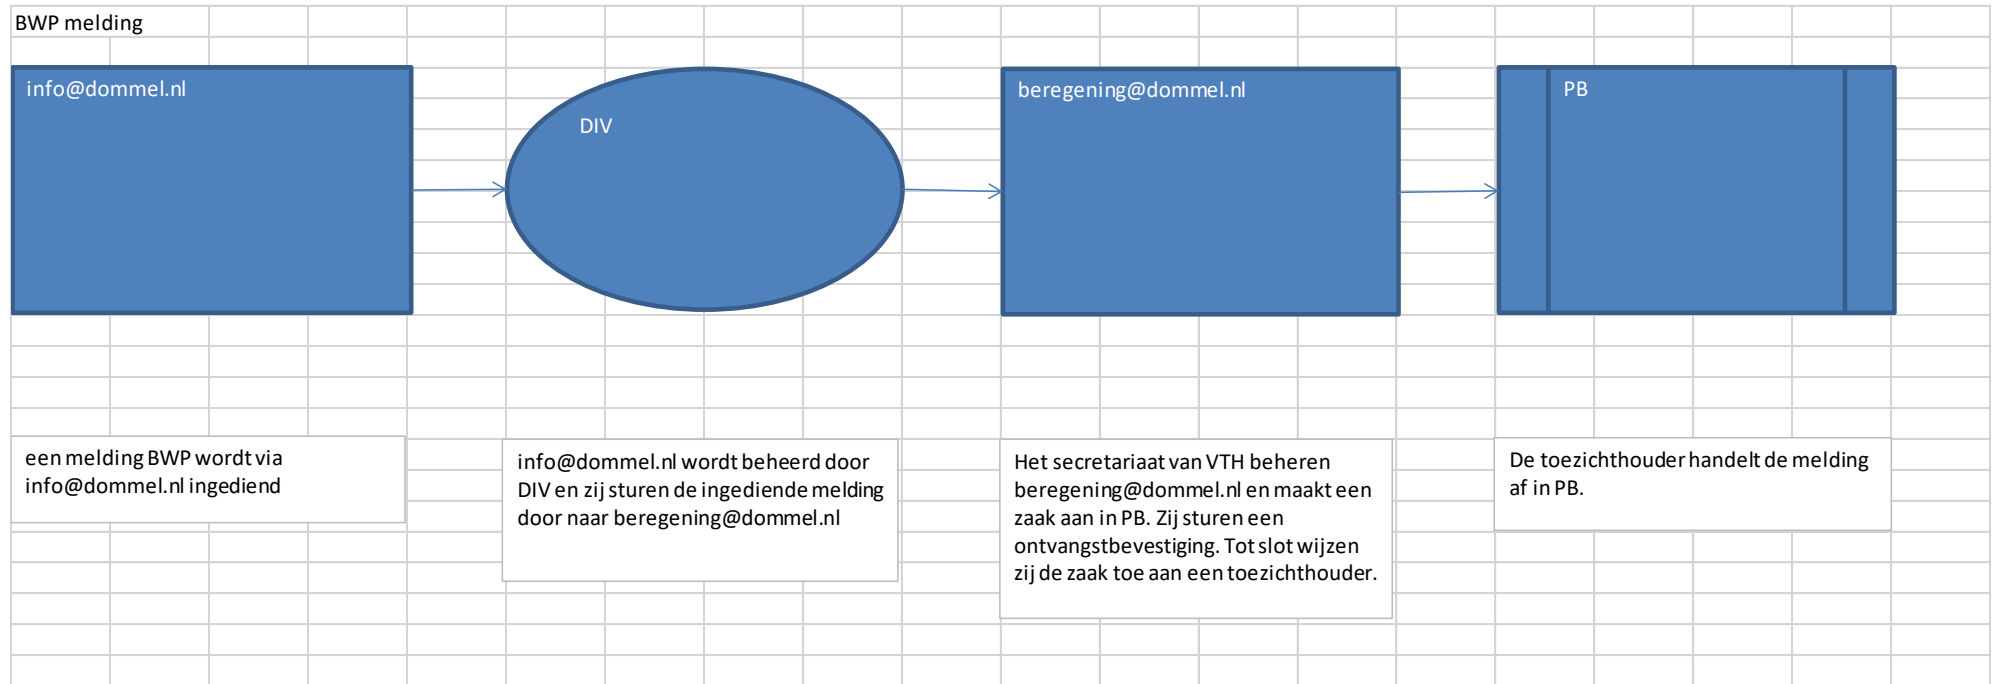 BWP melding
info@dommel.nl
DIV
beregening@dommel.nl
PB
een melding BWP wordt via
info@dommel.nl ingediend
info@dommel.nl wordt beheerd door
DIV en zij sturen de ingediende melding
door naar beregening@dommel.nl
Het secretariaat van VTH beheren
beregening@dommel.nl en maakt een
zaak aan in PB. Zij sturen een
ontvangstbevestiging. Tot slot wijzen
zij de zaak toe aan een toezichthouder.
De toezichthouder handelt de melding
af in PB.